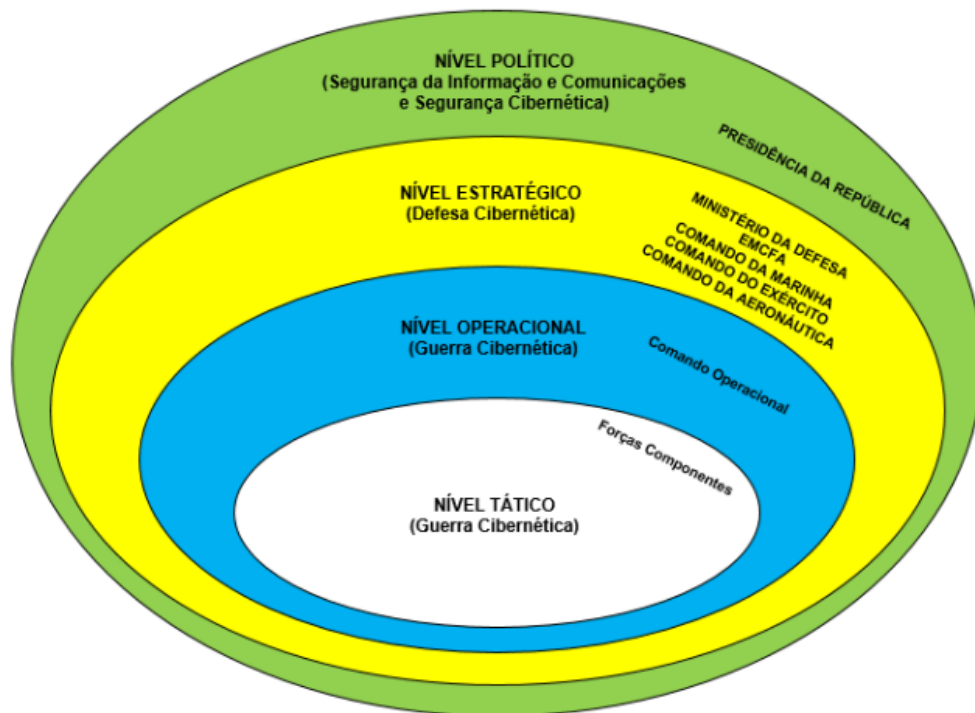 NÍVEL POLÍTICO
(Segurança da Informação e Comunicações
e Segurança Cibernética)
PRESIDÊNCIA DA REPÚBLICA
NÍVEL ESTRATÉGICO
(Defesa Cibernética)
MINISTÉRIO DA DEFESA
EMCFA
COMANDO DA MARINHA
COMANDO DO EXÉRCITO
COMANDO DA AERONÁUTICA
NÍVEL OPERACIONAL
(Guerra Cibernética)
Comando Operacional
Forças Componentes
NÍVEL TÁTICO
(Guerra Cibernética)